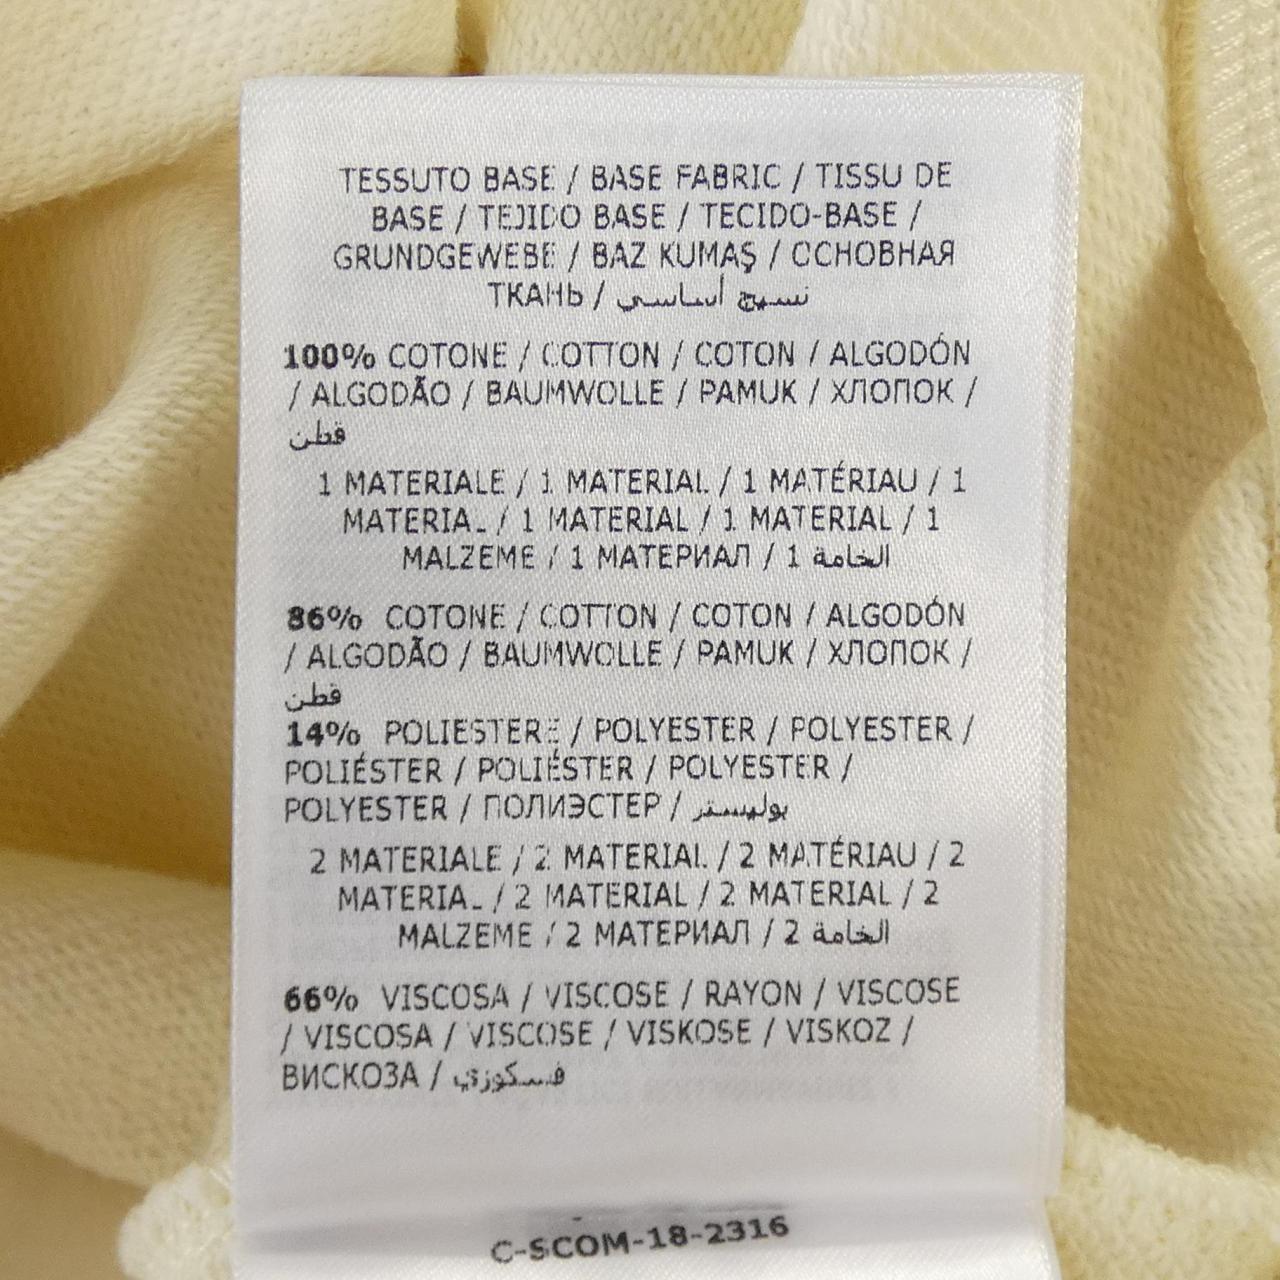 TESSUTO BASE / BASE FABRIC / TISSU DE
BASE / TEJIDO BASE / TECIDO-BASE /
GRUNDGEWEBE / BAZ KUMAŞ / ОСНОВНАЯ
ТКАНЬ / نسيج أساسي
100% COTONE / COTTON / COTON / ALGODÓN
/ ALGODÃO / BAUMWOLLE / PAMUK / ХЛОПОК /
قطن
1 MATERIALE / 1 MATERIAL / 1 MATÉRIAU / 1
MATERIAL / 1 MATERIAL / 1 MATERIAL / 1
MALZEME / 1 МАТЕРИАЛ / 1 الخامة
86% COTONE / COTTON / COTON / ALGODÓN
/ ALGODÃO / BAUMWOLLE / PAMUK / ХЛОПОК /
قطن
14% POLIESTERE / POLYESTER / POLYESTER /
POLIÉSTER / POLIÉSTER / POLYESTER /
POLYESTER / ПОЛИЭСТЕР / بوليستر
2 MATERIALE / 2 MATERIAL / 2 MATÉRIAU / 2
MATERIAL / 2 MATERIAL / 2 MATERIAL / 2
MALZEME / 2 МАТЕРИАЛ / 2 الخامة
66% VISCOSA / VISCOSE / RAYON / VISCOSE
/ VISCOSA / VISCOSE / VISKOSE / VISKOZ /
ВИСКОЗА / فسكوزي
C-SCOM-18-2316